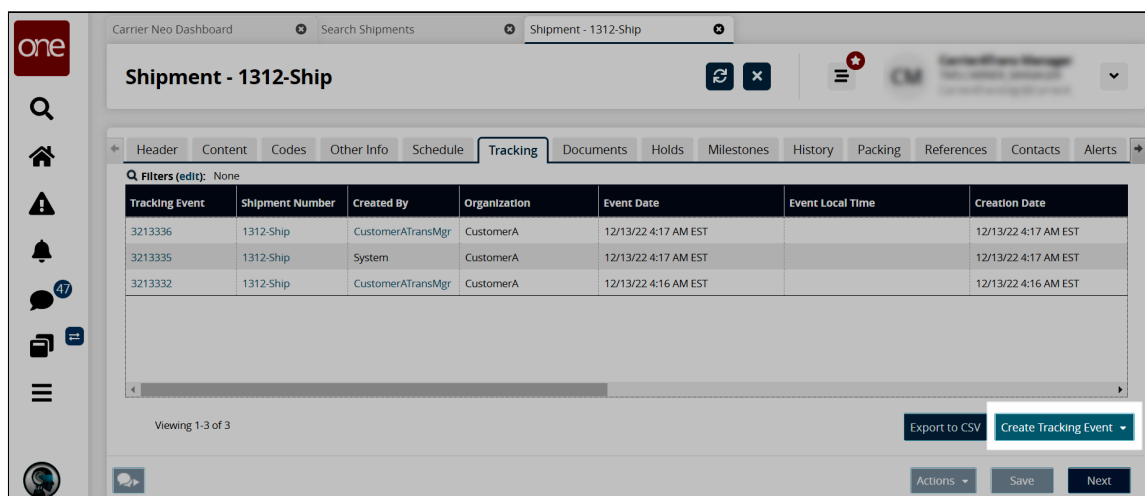 one
Carrier Neo Dashboard Search Shipments Shipment - 1312-Ship
Shipment - 1312-Ship
Header Content Codes Other Info Schedule Tracking Documents Holds Milestones History Packing References Contacts Alerts
Filters (edit): None
Tracking Event Shipment Number Created By Organization Event Date Event Local Time Creation Date
3213336 1312-Ship CustomerATransMgr CustomerA 12/13/22 4:17 AM EST 12/13/22 4:17 AM EST
3213335 1312-Ship System CustomerA 12/13/22 4:17 AM EST 12/13/22 4:17 AM EST
3213332 1312-Ship CustomerATransMgr CustomerA 12/13/22 4:16 AM EST 12/13/22 4:16 AM EST
47
Viewing 1-3 of 3
Export to CSV Create Tracking Event
Actions Save Next